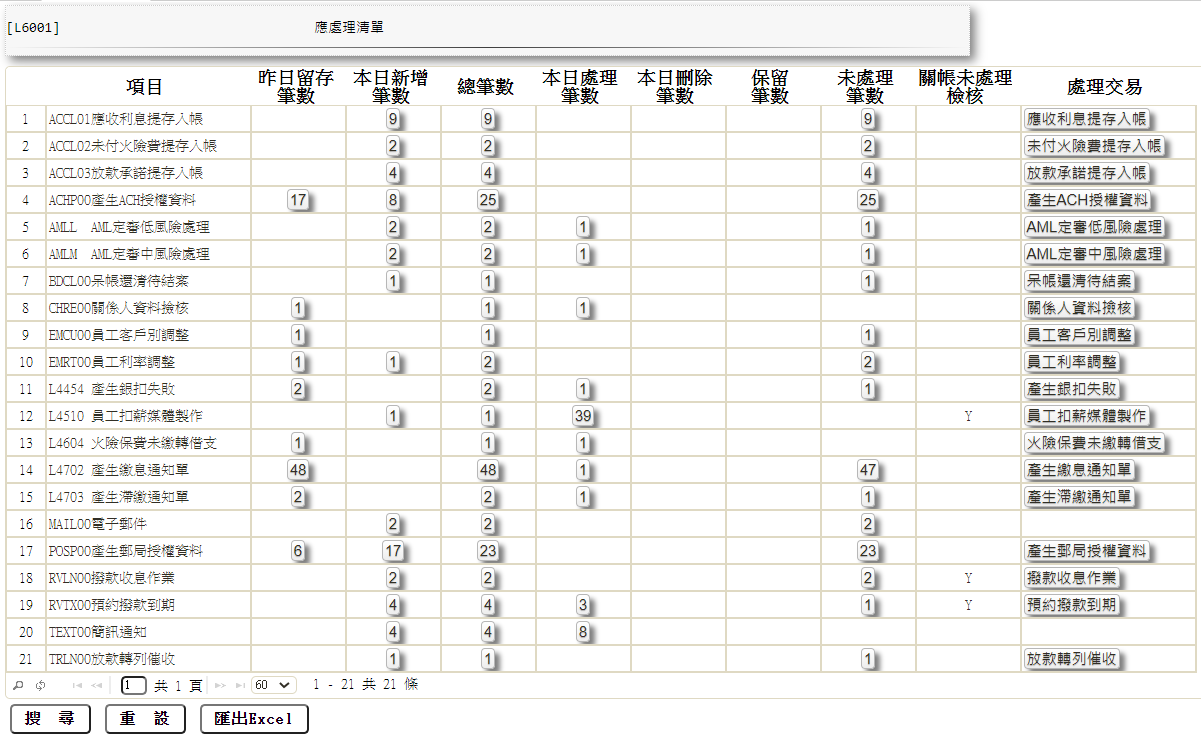 [L6001] 應處理清單
項目 昨日留存筆數 本日新增筆數 總筆數 本日處理筆數 本日刪除筆數 保留筆數 未處理筆數 關帳未處理檢核 處理交易
1 ACCL01應收利息提存入帳 9 9 9 應收利息提存入帳
2 ACCL02未付火險費提存入帳 2 2 2 未付火險費提存入帳
3 ACCL03放款承諾提存入帳 4 4 4 放款承諾提存入帳
4 ACHP00產生ACH授權資料 17 8 25 25 產生ACH授權資料
5 AMLL AML定審低風險處理 2 2 1 1 AML定審低風險處理
6 AMLM AML定審中風險處理 2 2 1 1 AML定審中風險處理
7 BDCL00呆帳還清待結案 1 1 1 呆帳還清待結案
8 CHRE00關係人資料檢核 1 1 1 關係人資料檢核
9 EMCU00員工客戶別調整 1 1 1 員工客戶別調整
10 EMRT00員工利率調整 1 1 2 2 員工利率調整
11 L4454 產生銀扣失敗 2 2 1 1 產生銀扣失敗
12 L4510 員工扣薪媒體製作 1 1 39 Y 員工扣薪媒體製作
13 L4604 火險保費未繳轉借支 1 1 1 火險保費未繳轉借支
14 L4702 產生繳息通知單 48 48 1 47 產生繳息通知單
15 L4703 產生滯繳通知單 2 2 1 1 產生滯繳通知單
16 MAIL00電子郵件 2 2 2
17 POSP00產生郵局授權資料 6 17 23 23 產生郵局授權資料
18 RVLN00撥款收息作業 2 2 2 Y 撥款收息作業
19 RVTX00預約撥款到期 4 4 3 1 Y 預約撥款到期
20 TEXT00簡訊通知 4 4 8
21 TRLN00放款轉列催收 1 1 1 放款轉列催收
1 共 1 頁 60 1 - 21 共 21 條
搜 尋 重 設 匯出Excel